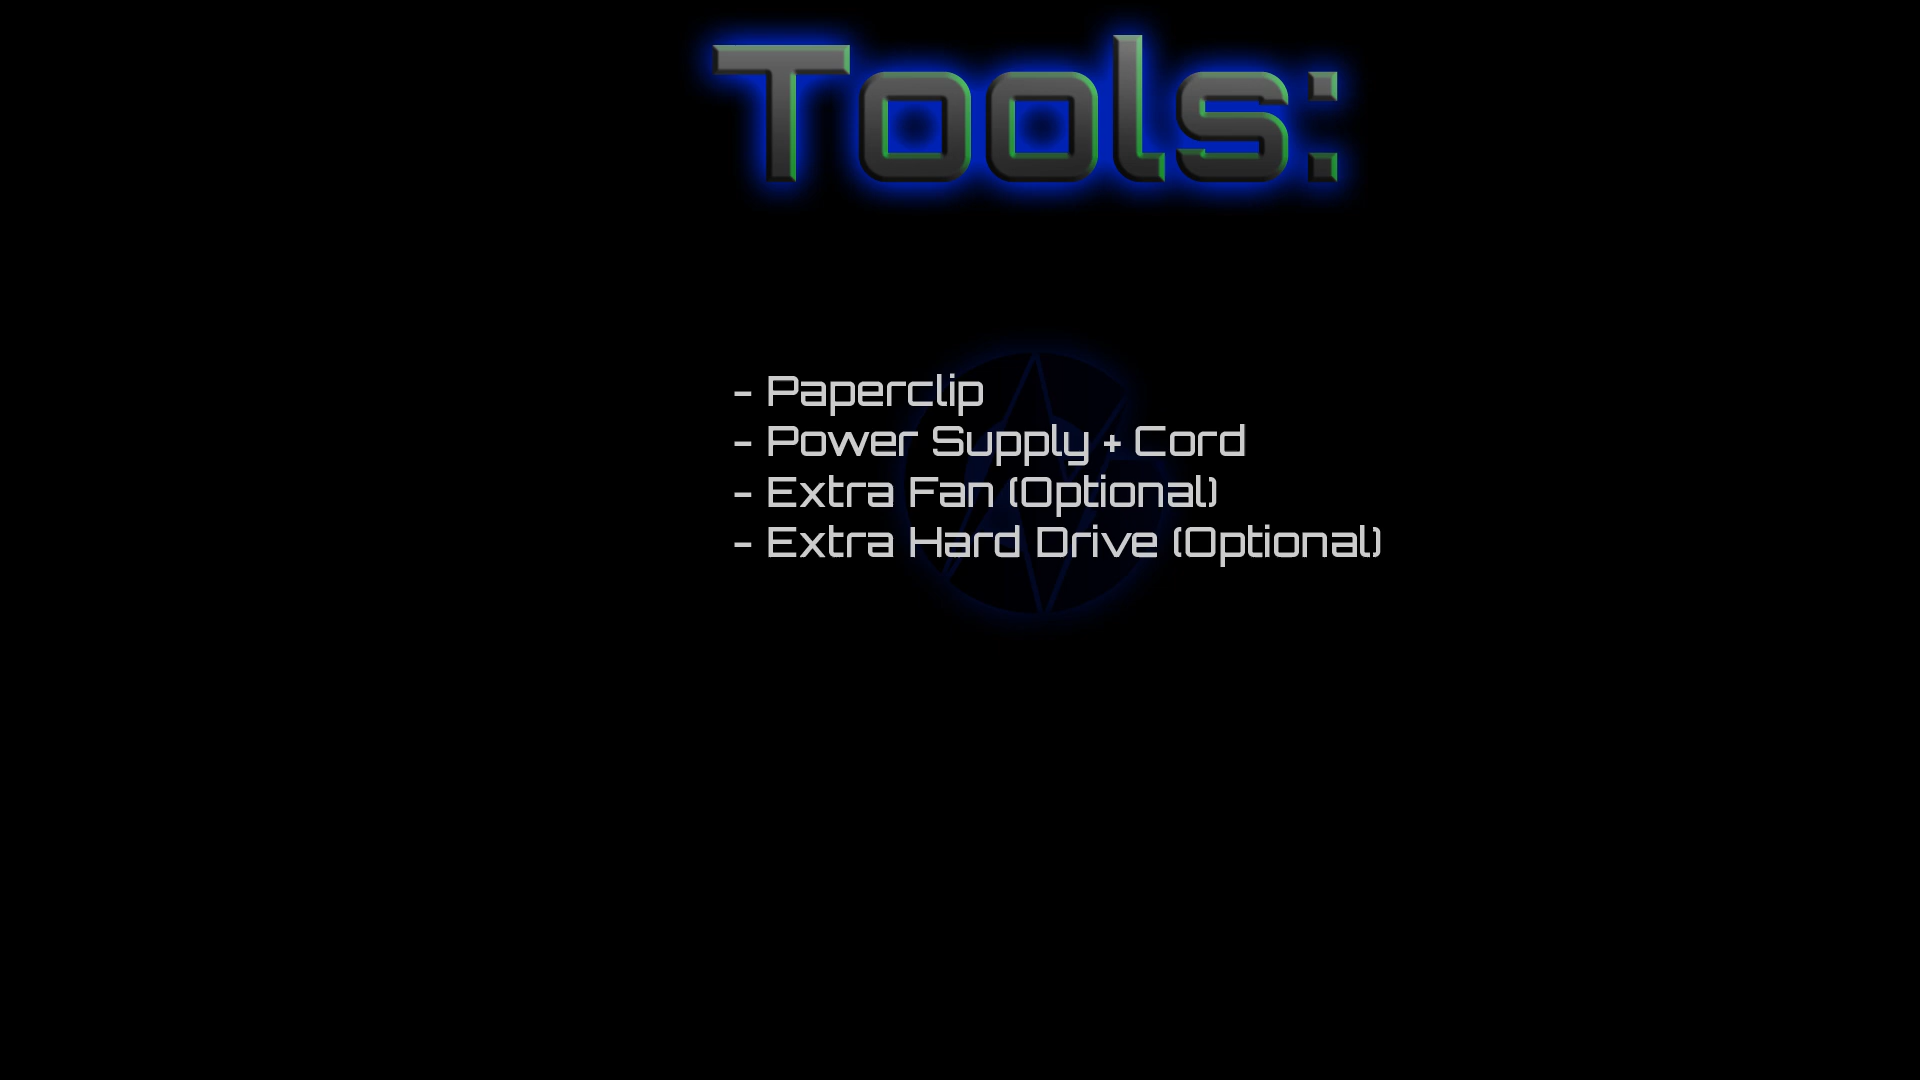 Tools:
- Paperclip
- Power Supply + Cord
- Extra Fan (Optional)
- Extra Hard Drive (Optional)